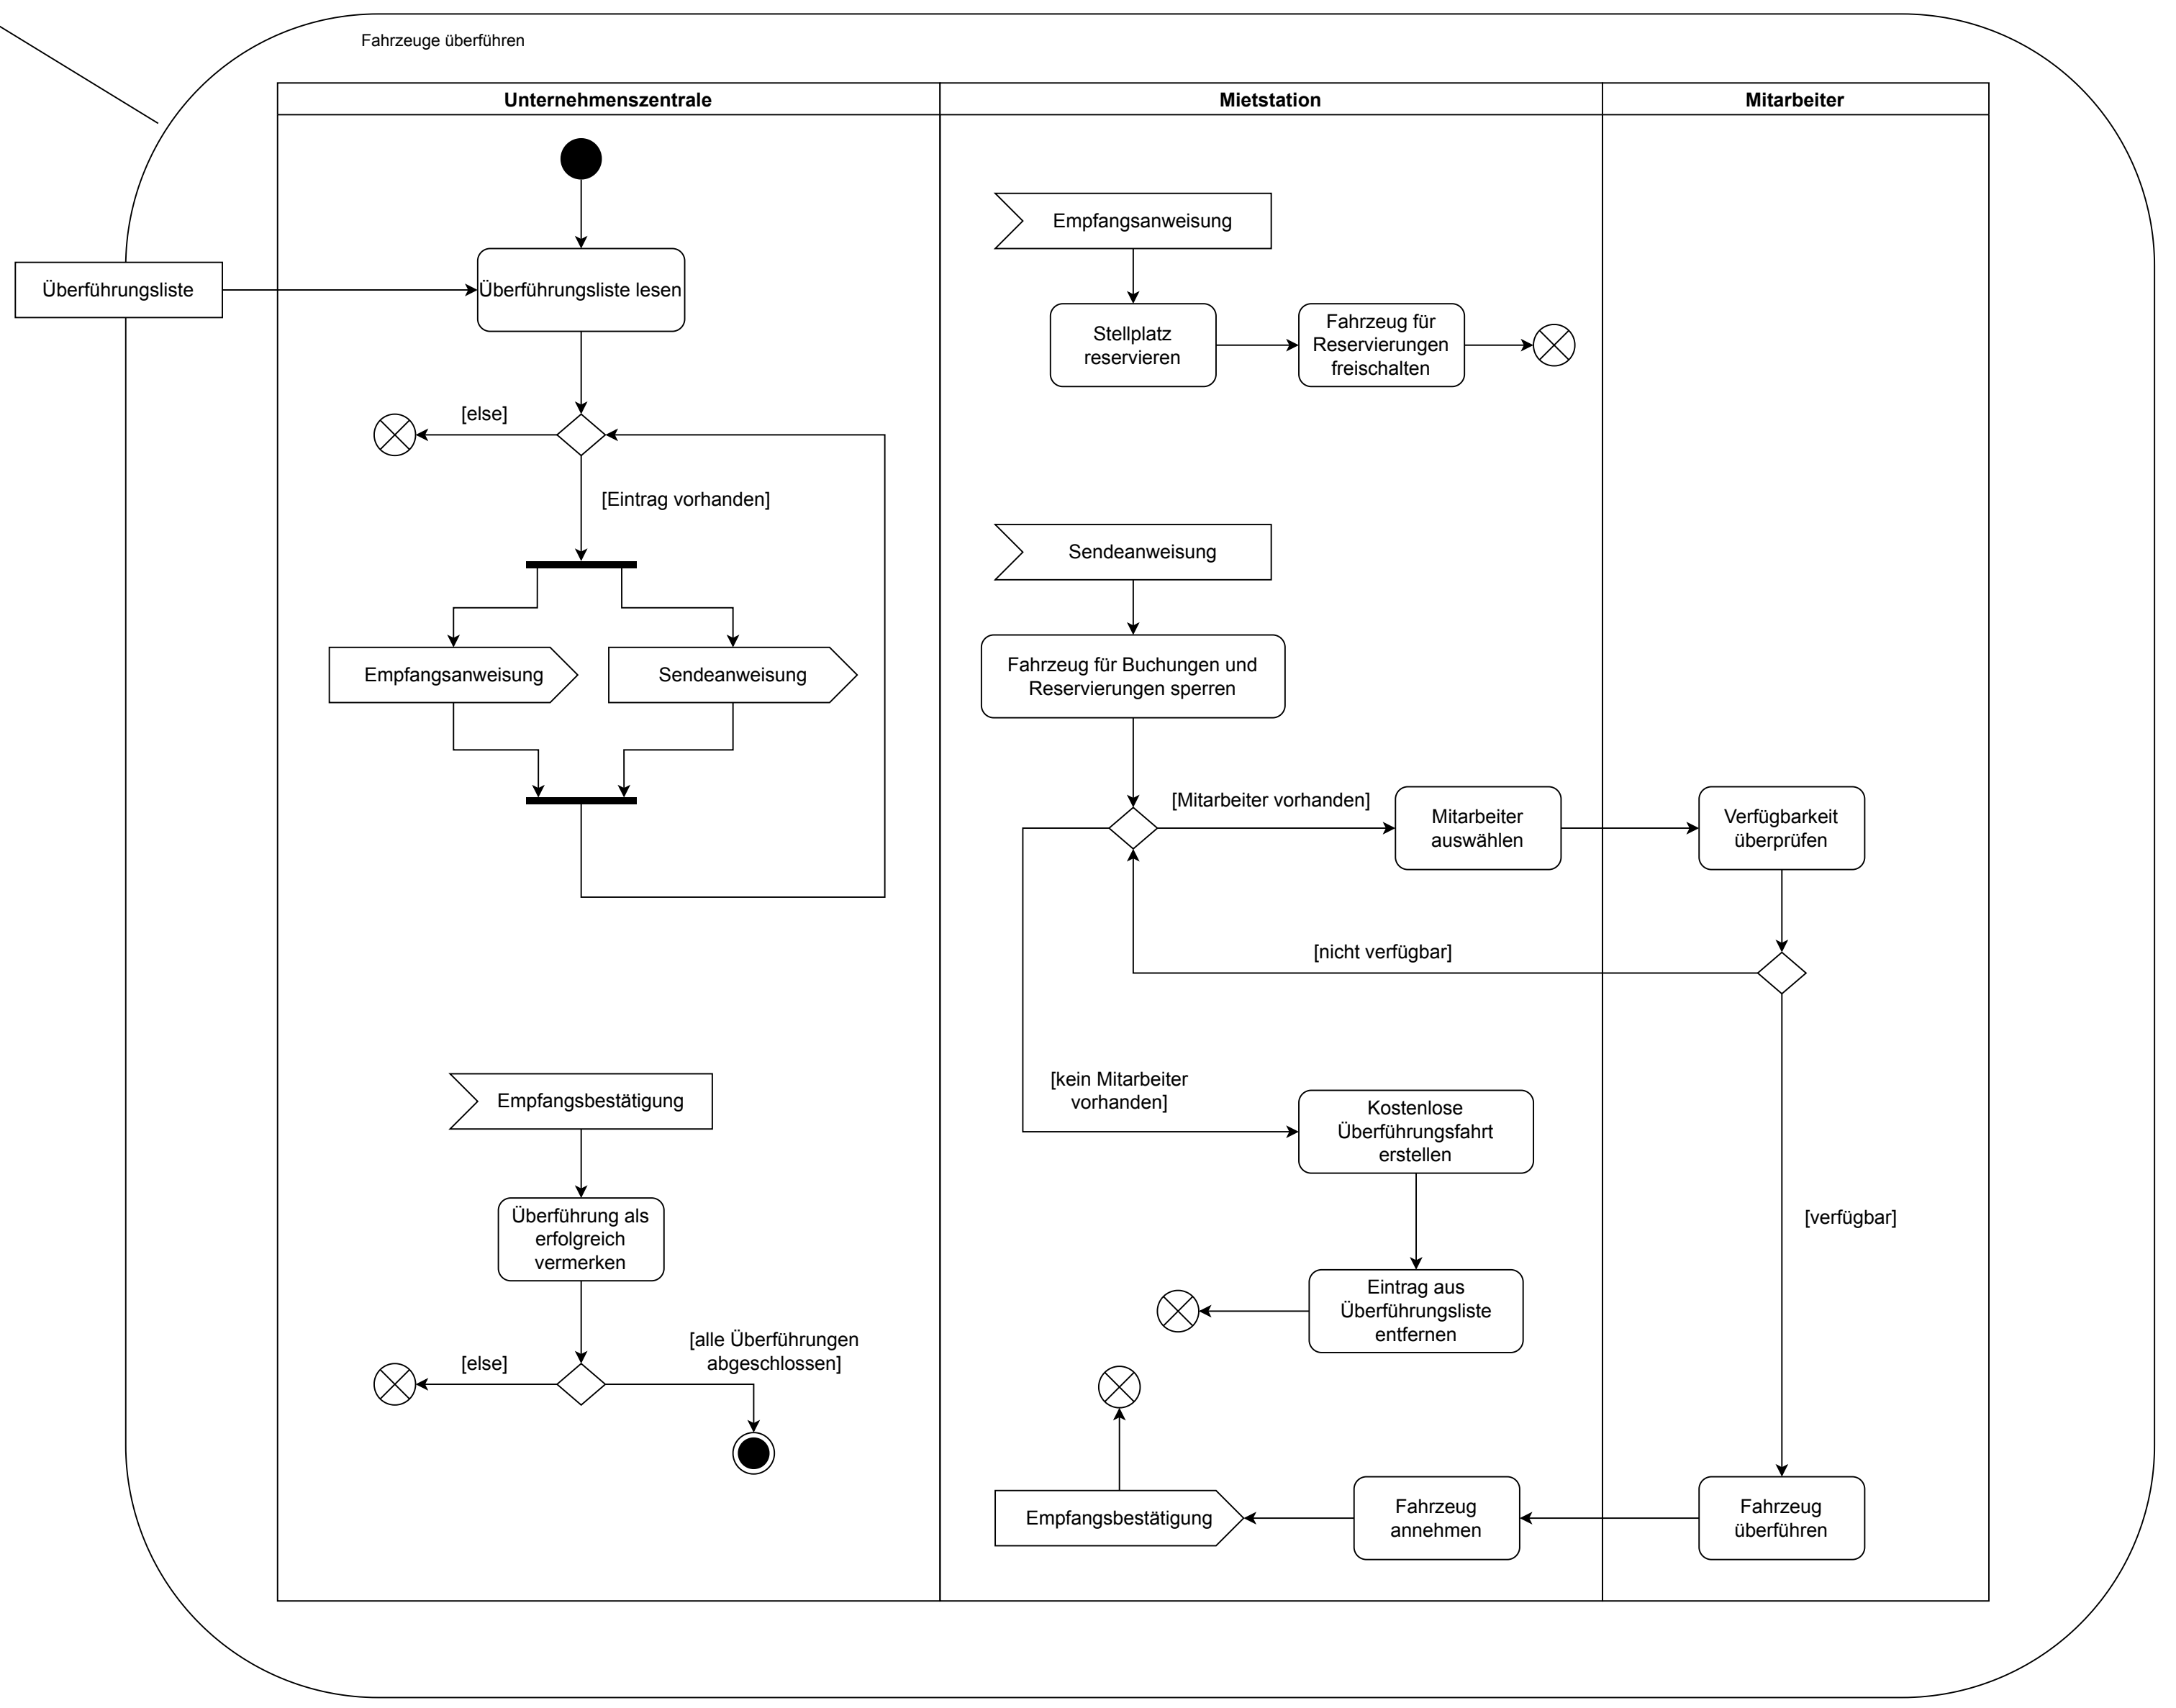 Fahrzeuge überführen
Unternehmenszentrale
Mietstation
Mitarbeiter
Überführungsliste
Überführungsliste lesen
[else]
[Eintrag vorhanden]
Empfangsanweisung
Sendeanweisung
Empfangsbestätigung
Überführung als
erfolgreich
vermerken
[else]
[alle Überführungen
abgeschlossen]
Empfangsanweisung
Stellplatz
reservieren
Fahrzeug für
Reservierungen
freischalten
Sendeanweisung
Fahrzeug für Buchungen und
Reservierungen sperren
[Mitarbeiter vorhanden]
Mitarbeiter
auswählen
Verfügbarkeit
überprüfen
[nicht verfügbar]
[kein Mitarbeiter
vorhanden]
Kostenlose
Überführungsfahrt
erstellen
Eintrag aus
Überführungsliste
entfernen
[verfügbar]
Fahrzeug
überführen
Fahrzeug
annehmen
Empfangsbestätigung